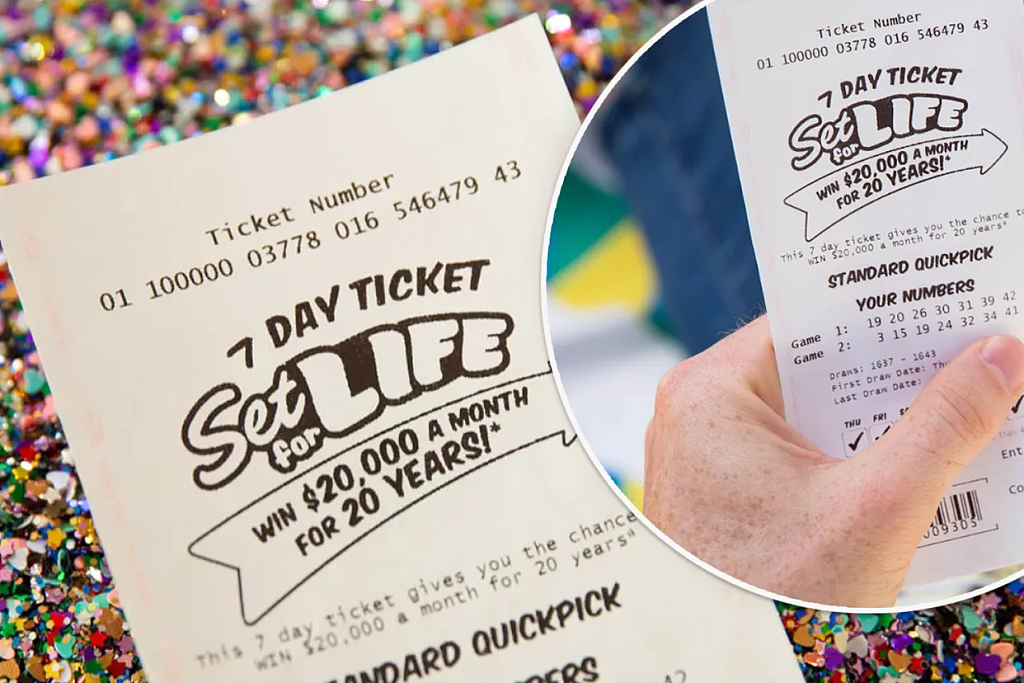 Ticket Number
01 100000 03778 016 546479 43
7 DAY TICKET
Set for LIFE
WIN $20,000 A MONTH
FOR 20 YEARS!*
This 7 day ticket gives you the chance
WIN $20,000 a month for 20 years*
STANDARD QUICKPICK
42
Ticket Number
01 100000 03778 016 546479 43
7 DAY TICKET
Set for LIFE
WIN $20,000 A MONTH
FOR 20 YEARS!*
This 7 day ticket gives you the chance to
WIN $20,000 a month for 20 years*
STANDARD QUICKPICK
YOUR NUMBERS
Game 1: 19 20 26 30 31 39 42
Game 2: 3 15 19 24 32 34 41
Draws: 1637 - 1643
First Draw Date: Thu
Last Draw Date:
THU FRI
009305